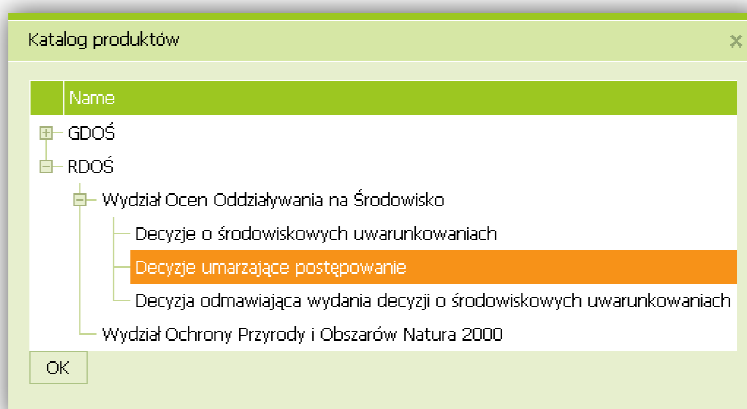 Katalog produktów
Name
GDOŚ
RDOŚ
Wydział Ocen Oddziaływania na Środowisko
Decyzje o środowiskowych uwarunkowaniach
Decyzje umarzające postępowanie
Decyzja odmawiająca wydania decyzji o środowiskowych uwarunkowaniach
Wydział Ochrony Przyrody i Obszarów Natura 2000
OK